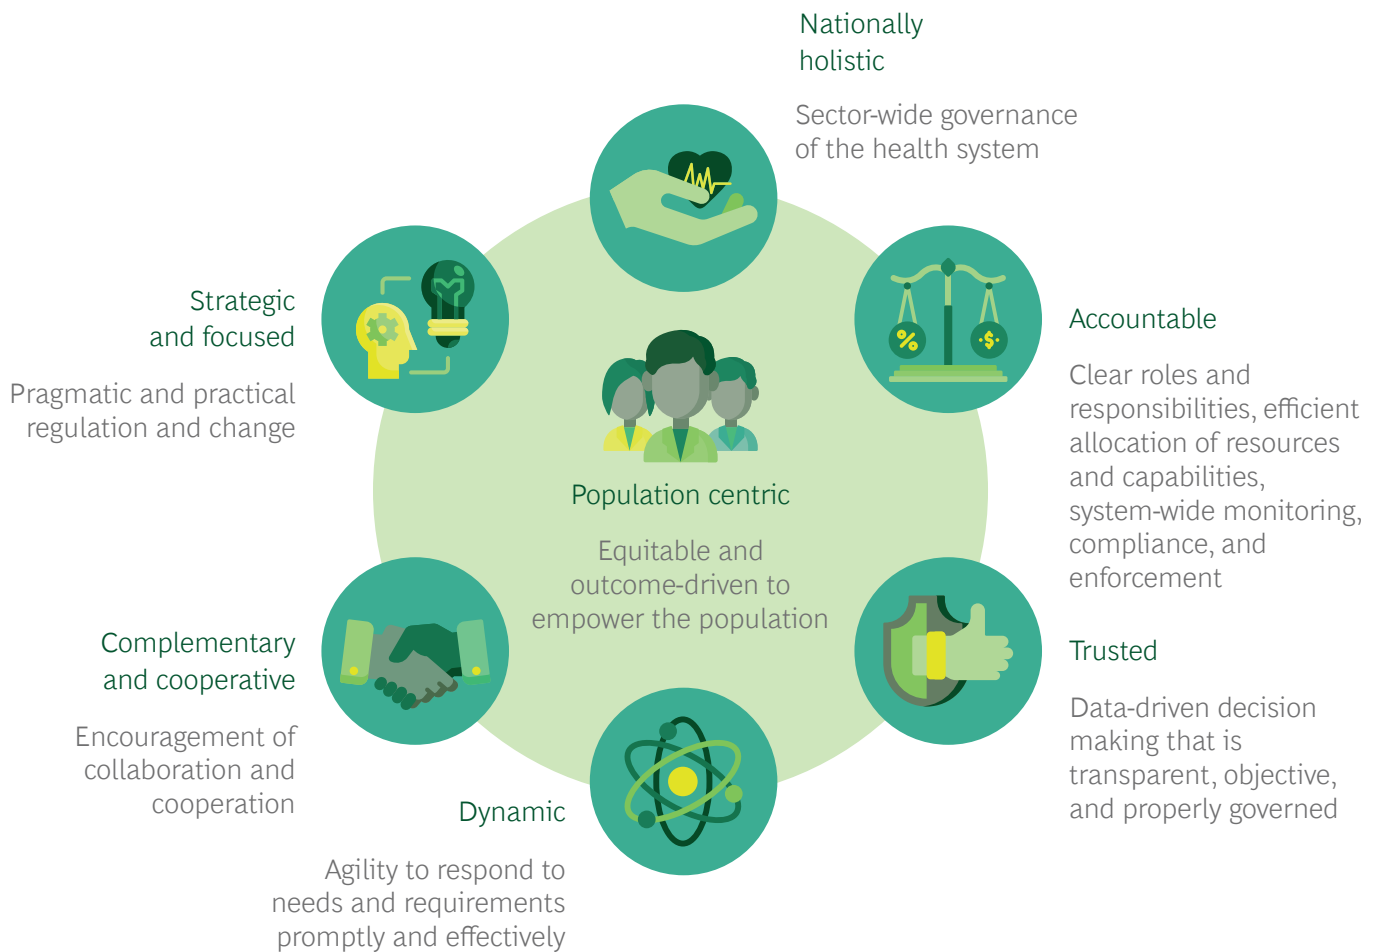 Nationally
holistic
Sector-wide governance
of the health system
Accountable
Clear roles and
responsibilities, efficient
allocation of resources
and capabilities,
system-wide monitoring,
compliance, and
enforcement
Trusted
Data-driven decision
making that is
transparent, objective,
and properly governed
Dynamic
Agility to respond to
needs and requirements
promptly and effectively
Complementary
and cooperative
Encouragement of
collaboration and
cooperation
Strategic
and focused
Pragmatic and practical
regulation and change
Population centric
Equitable and
outcome-driven to
empower the population
%
$